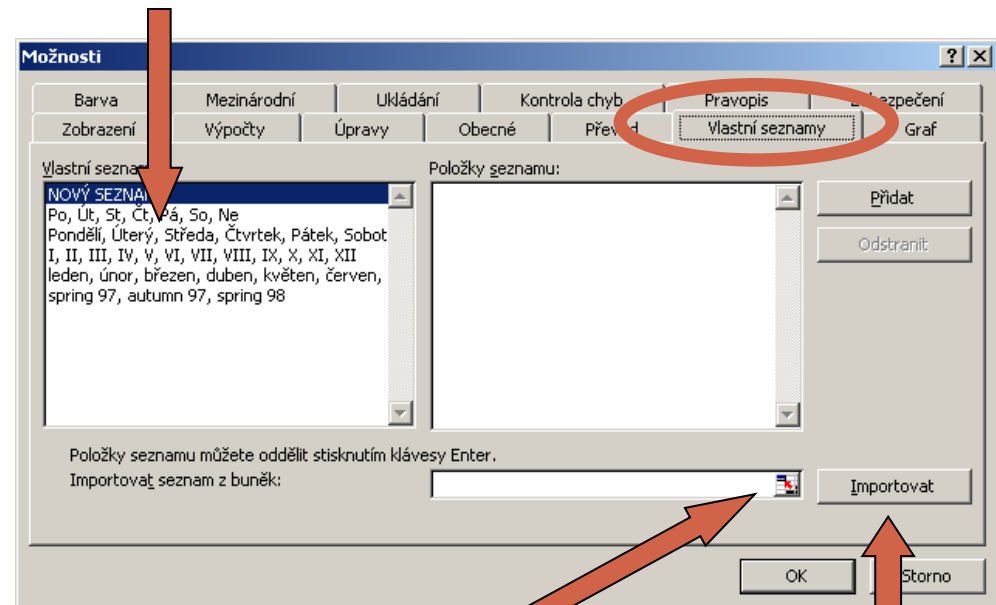 Možnosti
Barva Mezinárodní Ukládání Kontrola chyb Pravopis
Zobrazení Výpočty Úpravy Obecné Vlastní seznamy Graf
Vlastní Položky seznamu:
NOVÝ
Po, Út, St, Čt, Pá, So, Ne
Pondělí, Úterý, Středa, Čtvrtek, Pátek, Sobot
I, II, III, IV, V, VI, VII, VIII, IX, X, XI, XII
leden, únor, březen, duben, květen, červen,
spring 97, autumn 97, spring 98
Přidat
Odstranit
Položky seznamu můžete oddělit stisknutím klávesy Enter.
Importovat seznam z buněk:
Importovat
OK Storno